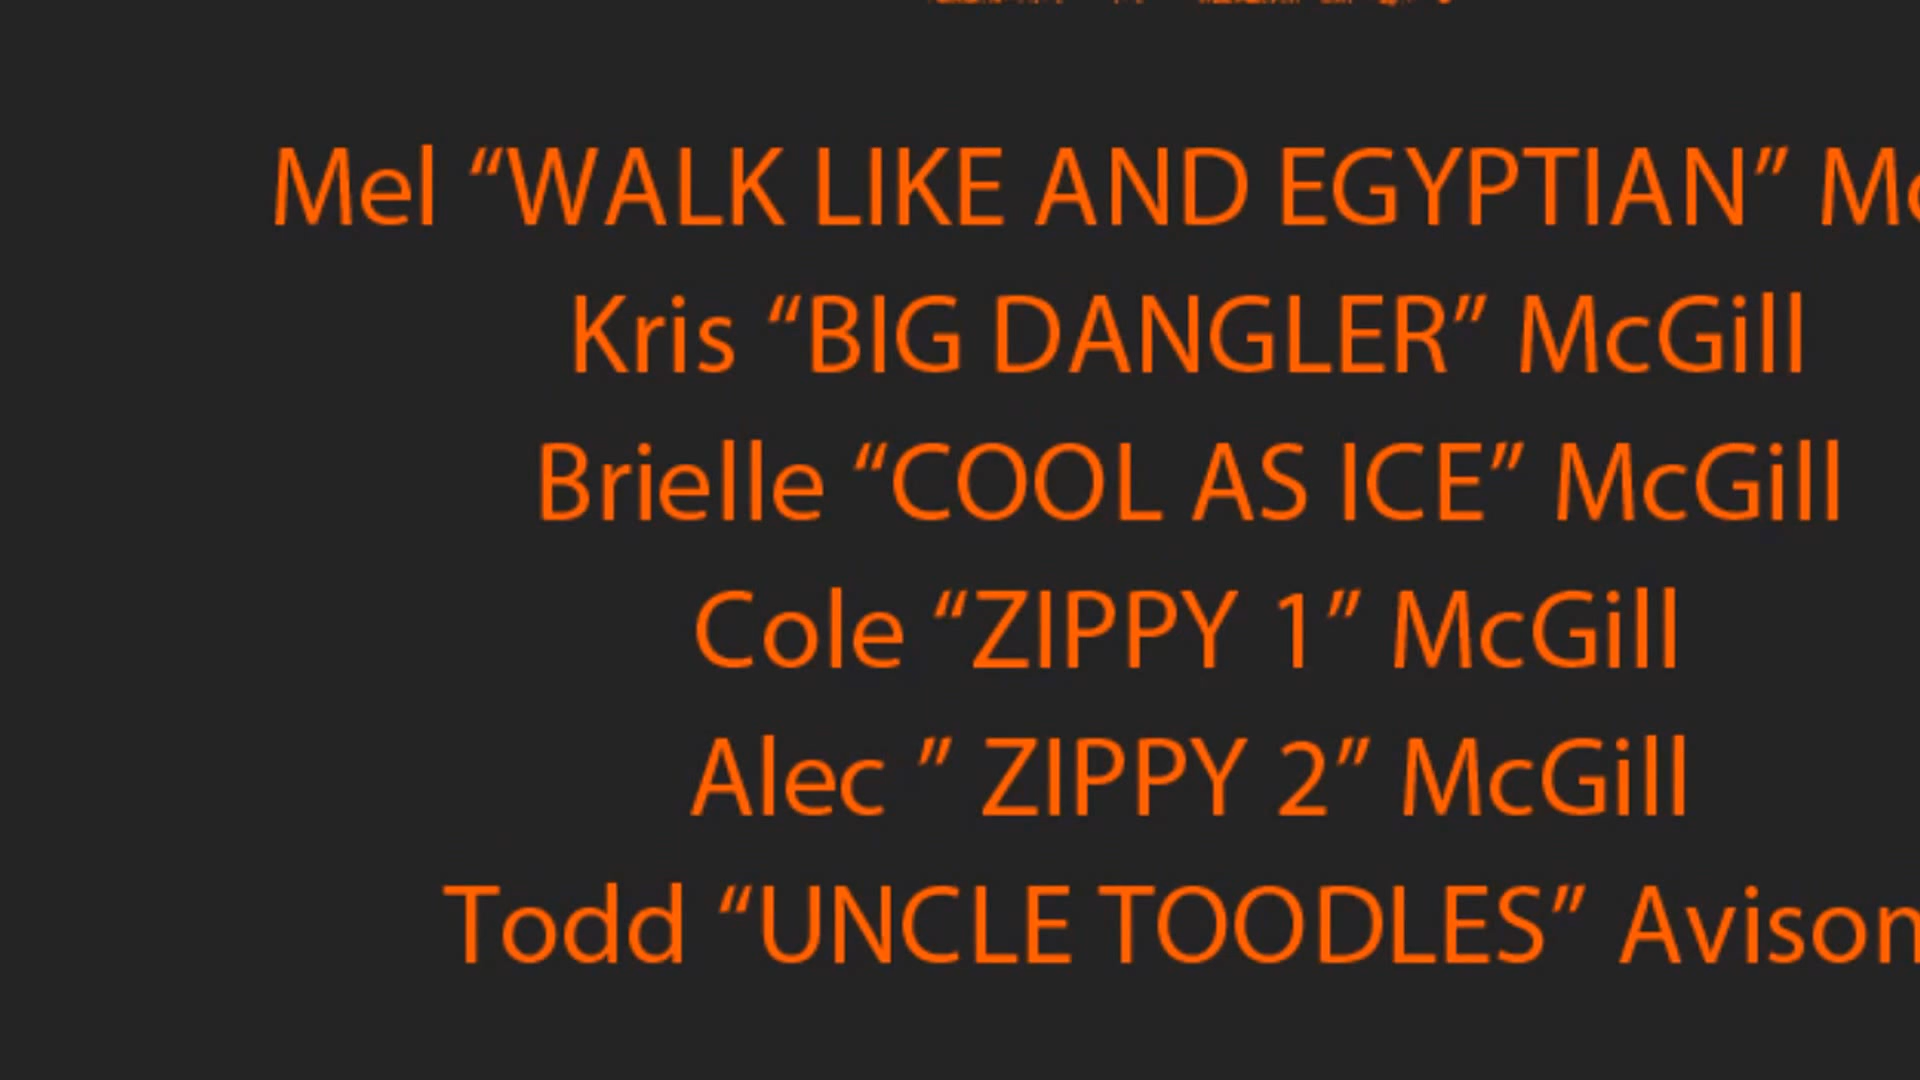 Mel “WALK LIKE AND EGYPTIAN”
Kris “BIG DANGLER” McGill
Brielle “COOL AS ICE” McGill
Cole “ZIPPY 1” McGill
Alec ” ZIPPY 2” McGill
Todd “UNCLE TOODLES” Avison